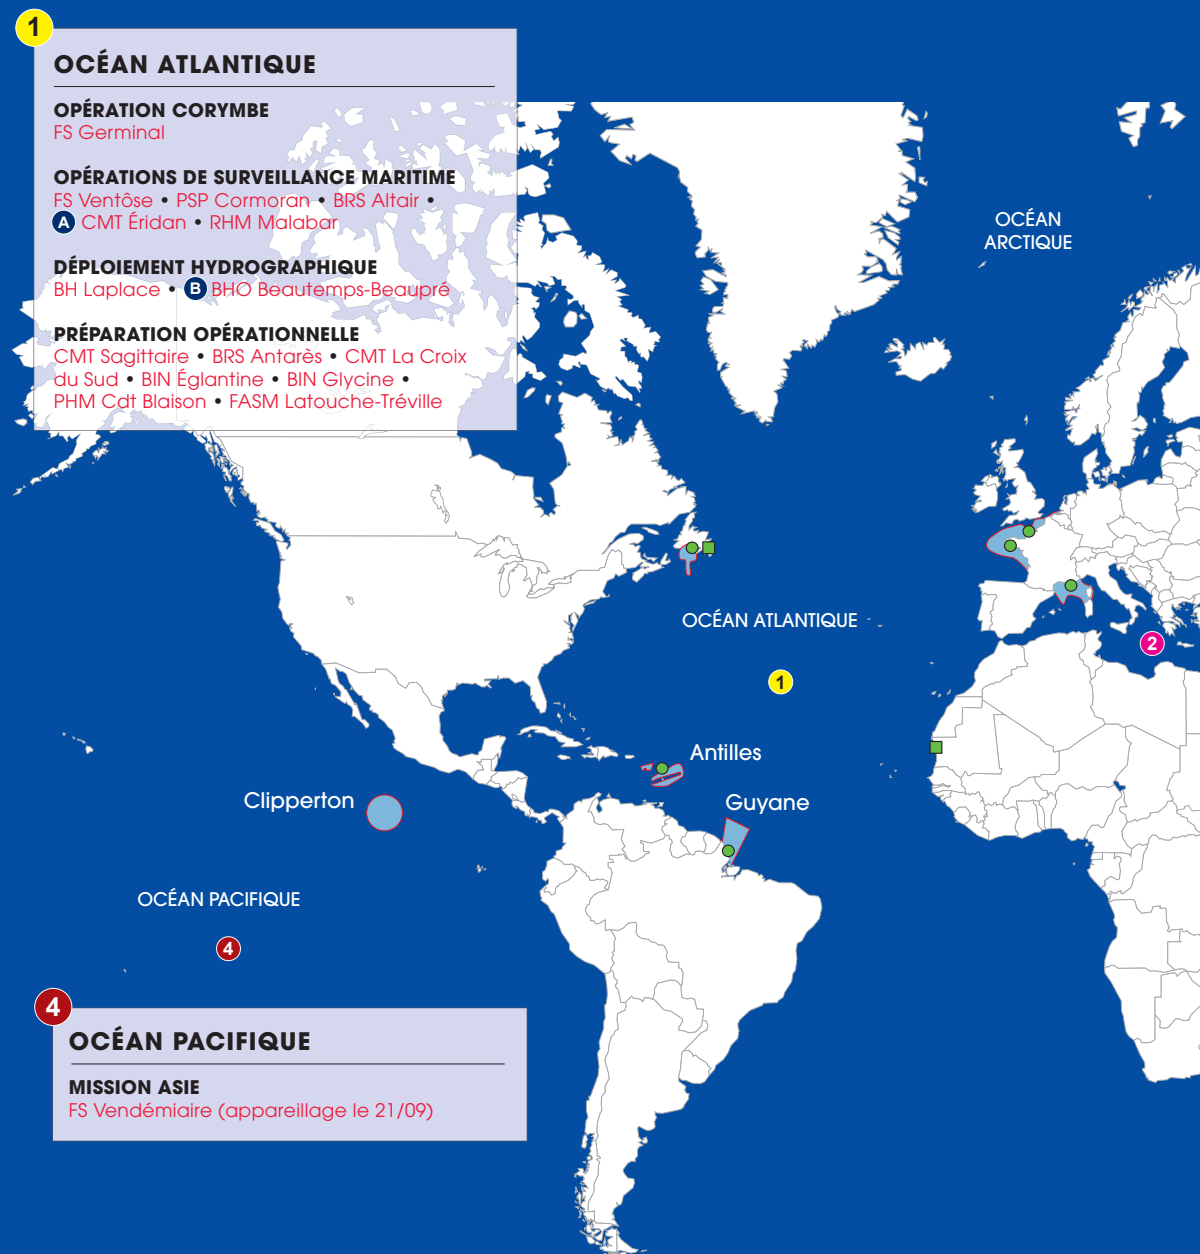 1
OCÉAN ATLANTIQUE
OPÉRATION CORYMBE
FS Germinal
OPÉRATIONS DE SURVEILLANCE MARITIME
FS Ventôse • PSP Cormoran • BRS Altair •
A CMT Éridan • RHM Malabar
DÉPLOIEMENT HYDROGRAPHIQUE
BH Laplace • B BHO Beautemps-Beaupré
PRÉPARATION OPÉRATIONNELLE
CMT Sagittaire • BRS Antarès • CMT La Croix
du Sud • BIN Églantine • BIN Glycine •
PHM Cdt Blaison • FASM Latouche-Tréville
OCÉAN
ARCTIQUE
OCÉAN ATLANTIQUE
2
1
Antilles
Clipperton
Guyane
OCÉAN PACIFIQUE
4
4
OCÉAN PACIFIQUE
MISSION ASIE
FS Vendémiaire (appareillage le 21/09)